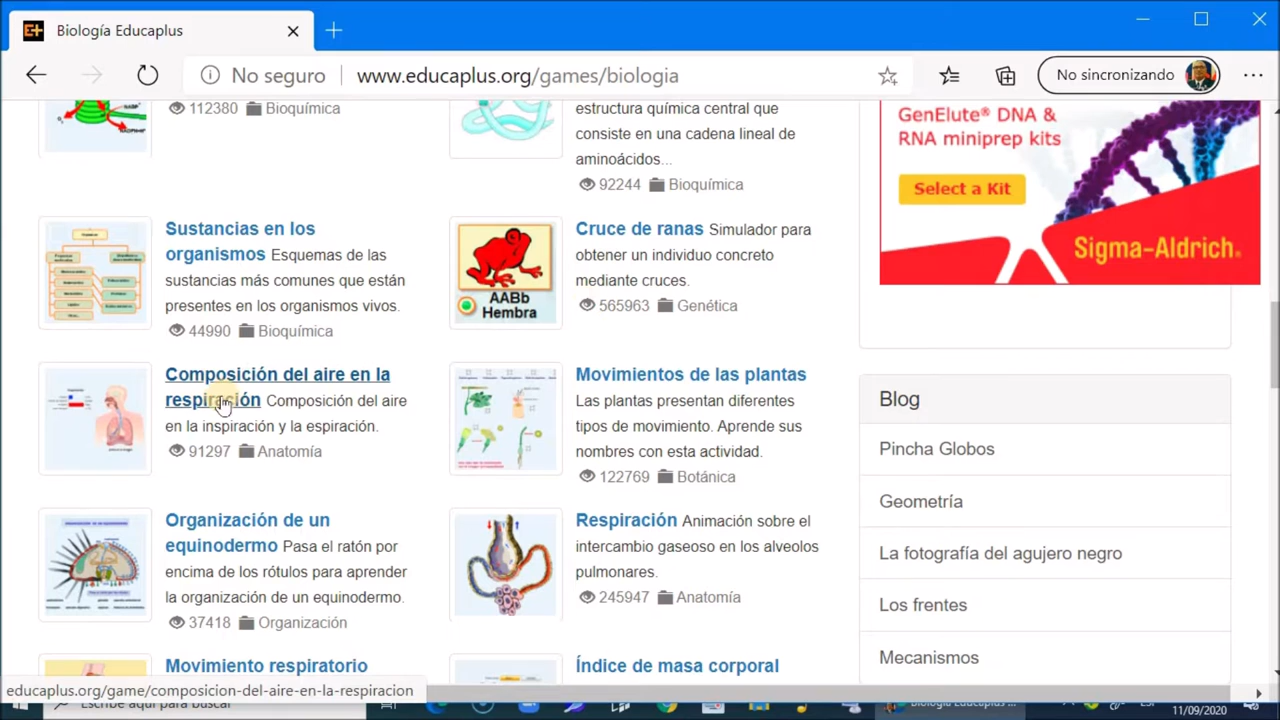 Biología Educaplus
No seguro
www.educaplus.org/games/biologia
No sincronizando
112380 Bioquímica
estructura química central que
consiste en una cadena lineal de
aminoácidos...
92244 Bioquímica
Sustancias en los
organismos Esquemas de las
sustancias más comunes que están
presentes en los organismos vivos.
44990 Bioquímica
Cruce de ranas Simulador para
obtener un individuo concreto
mediante cruces.
565963 Genética
AABb
Hembra
Composición del aire en la
respiración Composición del aire
en la inspiración y la espiración.
91297 Anatomía
Movimientos de las plantas
Las plantas presentan diferentes
tipos de movimiento. Aprende sus
nombres con esta actividad.
122769 Botánica
Organización de un
equinodermo Pasa el ratón por
encima de los rótulos para aprender
la organización de un equinodermo.
37418 Organización
Respiración Animación sobre el
intercambio gaseoso en los alveolos
pulmonares.
245947 Anatomía
Movimiento respiratorio
Índice de masa corporal
GenElute® DNA &
RNA miniprep kits
Select a Kit
Sigma-Aldrich®
Blog
Pincha Globos
Geometría
La fotografía del agujero negro
Los frentes
Mecanismos
educaplus.org/game/composicion-del-aire-en-la-respiracion
Escribe aquí para buscar
Biología Educaplus ...
11/09/2020